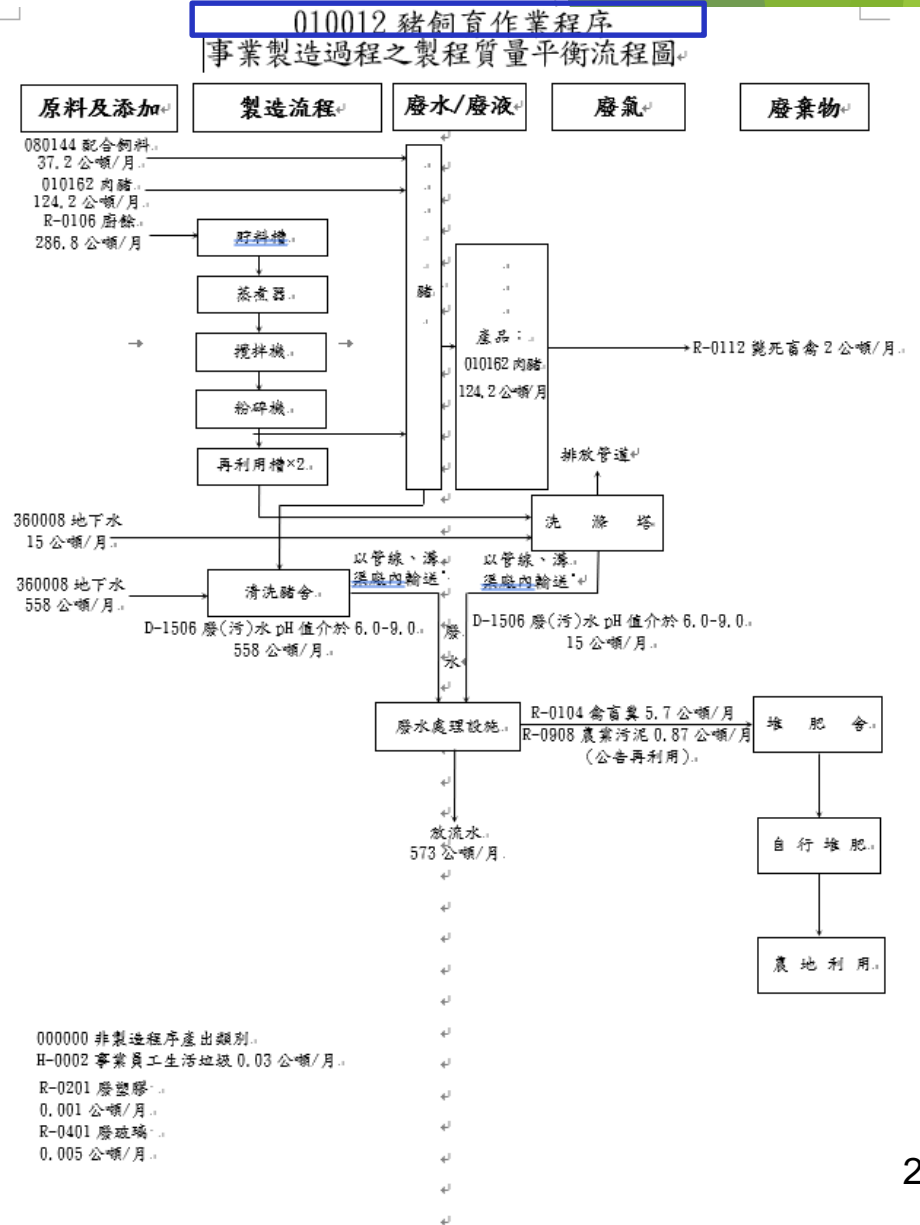 010012 豬飼育作業程序
事業製造過程之製程質量平衡流程圖
原料及添加
製造流程
廢水/廢液
廢氣
廢棄物
080144 配合飼料
37.2 公噸/月
010162 肉豬
124.2 公噸/月
R-0106 廚餘
286.8 公噸/月
貯料槽
蒸煮器
攪拌機
粉碎機
再利用槽×2
豬
產品：
010162 肉豬
124.2 公噸/月
R-0112 斃死畜禽 2 公噸/月
排放管道
洗 滌 塔
360008 地下水
15 公噸/月
360008 地下水
558 公噸/月
清洗豬舍
以管線、溝
渠廠內輸送
以管線、溝
渠廠內輸送
D-1506 廢(污)水 pH 值介於 6.0-9.0
558 公噸/月
廢
水
D-1506 廢(污)水 pH 值介於 6.0-9.0
15 公噸/月
廢水處理設施
R-0104 禽畜糞 5.7 公噸/月
R-0908 農業污泥 0.87 公噸/月
(公告再利用)
堆 肥 舍
放流水
573 公噸/月
自 行 堆 肥
農 地 利 用
000000 非製造程序產出類別
H-0002 事業員工生活垃圾 0.03 公噸/月
R-0201 廢塑膠
0.001 公噸/月
R-0401 廢玻璃
0.005 公噸/月
2